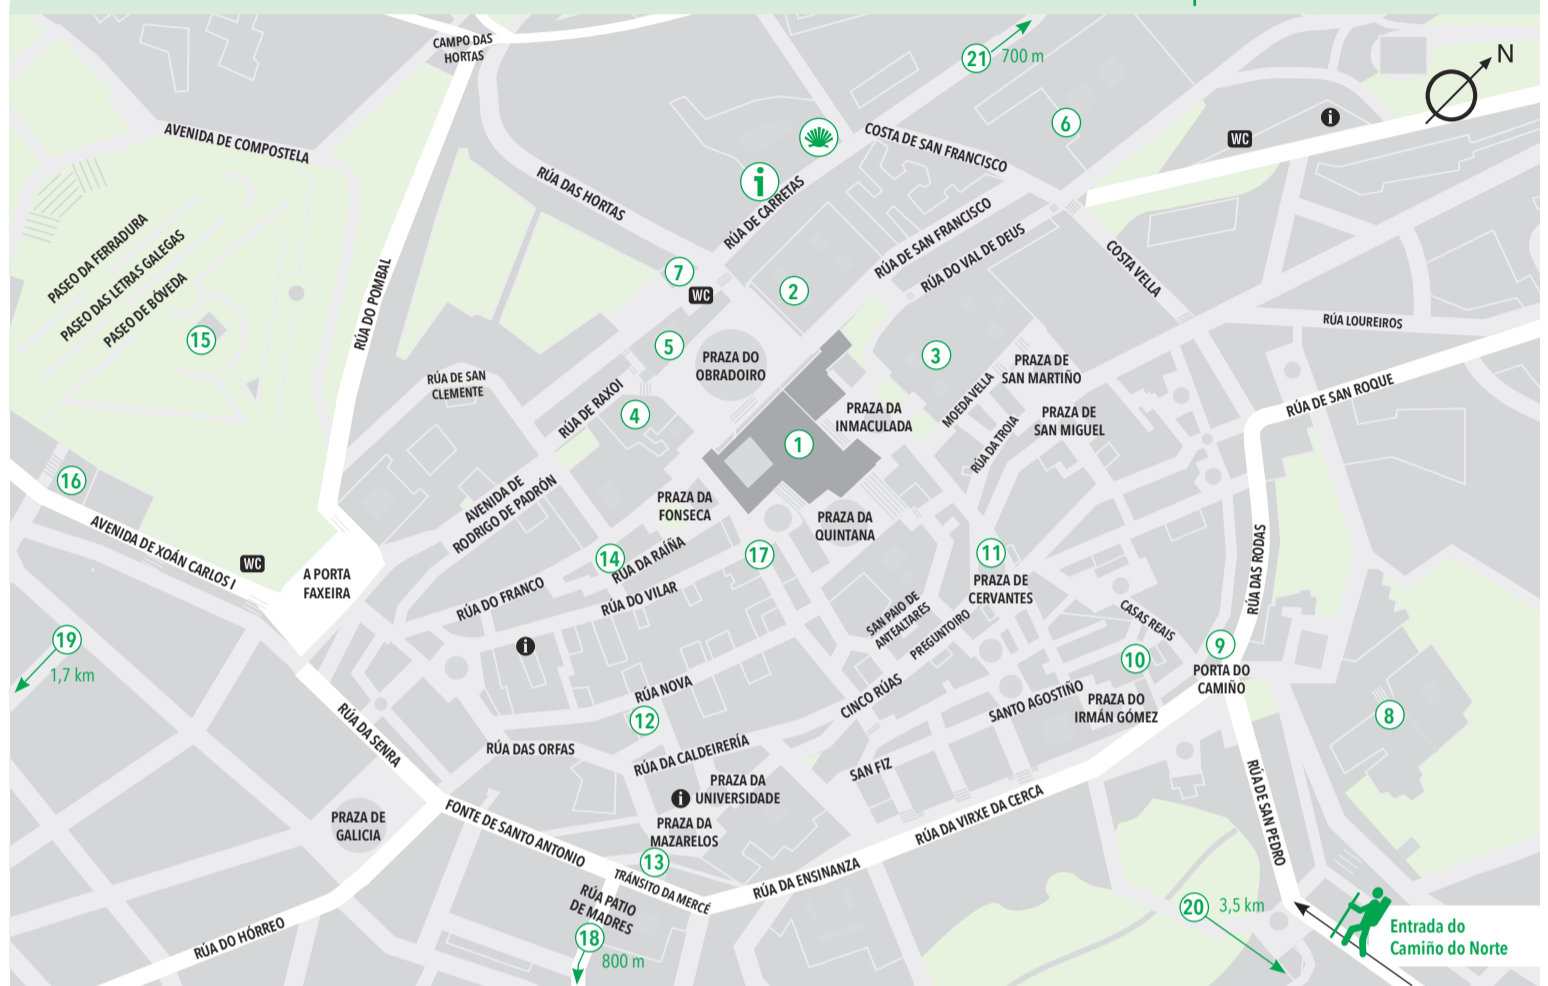 CAMPO DAS
HORTAS
21
700 m
N
6
i
WC
AVENIDA DE COMPOSTELA
COSTA DE SAN FRANCISCO
RÚA DAS HORTAS
i
RÚA DE CARRETAS
RÚA DE SAN FRANCISCO
RÚA DO VAL DE DEUS
COSTA VELLA
PASEO DA FERRADURA
PASEO DAS LETRAS GALEGAS
PASEO DE BÓVEDA
RÚA DO POMBAL
7
WC
2
15
5
PRAZA DO
OBRADOIRO
3
PRAZA DE
SAN MARTIÑO
RÚA LOUREIROS
RÚA DE SAN
CLEMENTE
RÚA DE RAXOI
4
PRAZA DA
INMACULADA
MOEDA VELLA
RÚA DA TROIA
PRAZA DE
SAN MIGUEL
RÚA DE SAN ROQUE
1
16
AVENIDA DE
RODRIGO DE PADRÓN
PRAZA DA
FONSECA
PRAZA DA
QUINTANA
AVENIDA DE XOÁN CARLOS I
WC
A PORTA
FAXEIRA
14
RÚA DA RAÍÑA
17
11
PRAZA DE
CERVANTES
RÚA DAS RODAS
RÚA DO FRANCO
RÚA DO VILAR
SAN PAIO DE
ANTEALTARES
PREGUNTOIRO
CASAS REAIS
19
1,7 km
i
10
9
PORTA DO
CAMIÑO
RÚA NOVA
12
CINCO RÚAS
SANTO AGOSTIÑO
PRAZA DO
IRMÁN GÓMEZ
8
RÚA DA SENRA
RÚA DAS ORFAS
RÚA DA CALDEIRERÍA
SAN FIZ
i
PRAZA DA
UNIVERSIDADE
RÚA DE SAN PEDRO
PRAZA DE
GALICIA
FONTE DE SANTO ANTONIO
PRAZA DA
MAZARELOS
13
RÚA DA VIRXE DA CERCA
TRÁNSITO DA MERCÉ
RÚA DA ENSINANZA
RÚA PATIO
DE MADRES
20
3,5 km
Entrada do
Camiño do Norte
RÚA DO HÓRREO
18
800 m